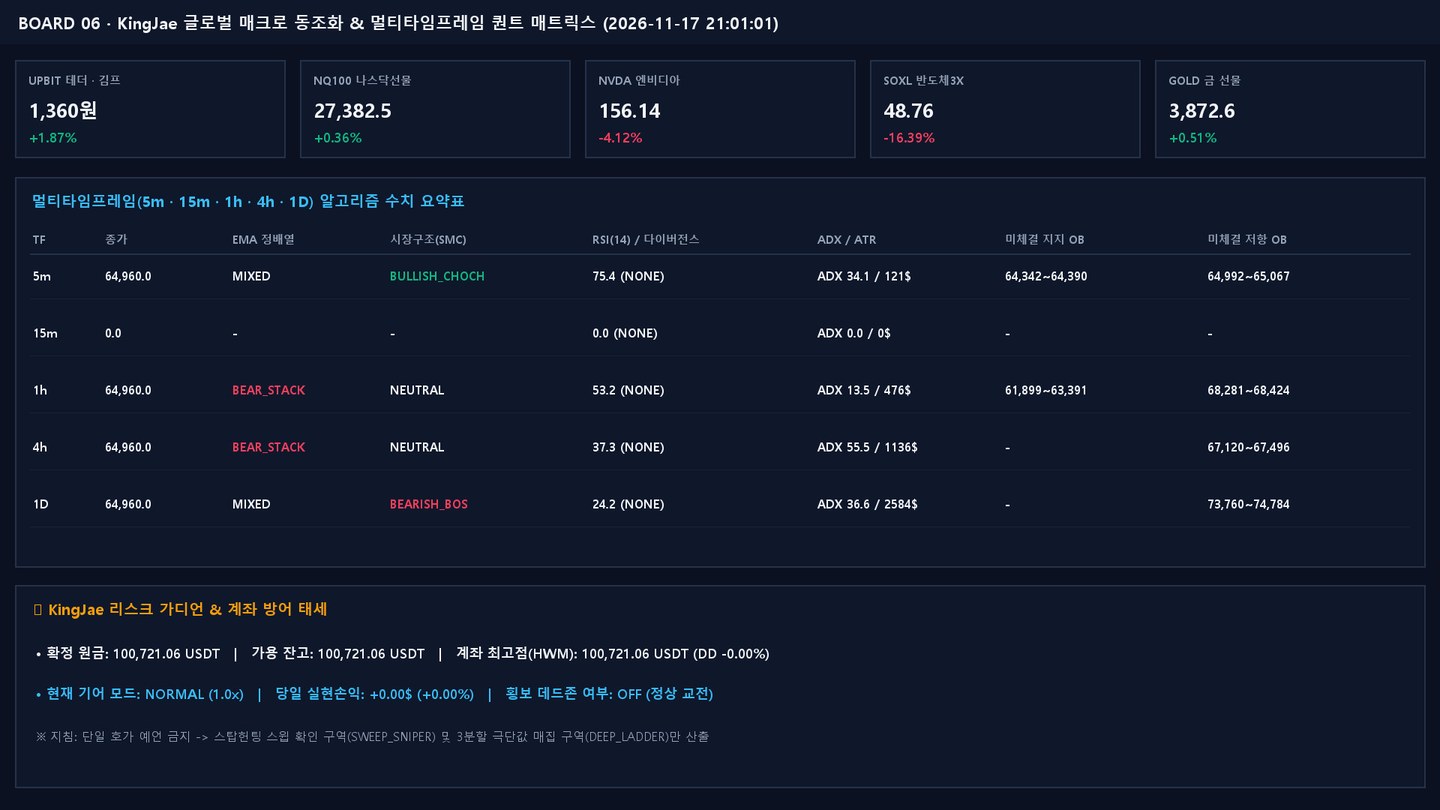 BOARD 06 · KingJae 글로벌 매크로 동조화 & 멀티타임프레임 퀀트 매트릭스 (2026-11-17 21:01:01)
UPBIT 테더 · 김프
1,360원
+1.87%
NQ100 나스닥선물
27,382.5
+0.36%
NVDA 엔비디아
156.14
-4.12%
SOXL 반도체3X
48.76
-16.39%
GOLD 금 선물
3,872.6
+0.51%
멀티타임프레임(5m · 15m · 1h · 4h · 1D) 알고리즘 수치 요약표
TF 종가 EMA 정배열 시장구조(SMC) RSI(14) / 다이버전스 ADX / ATR 미체결 지지 OB 미체결 저항 OB
5m 64,960.0 MIXED BULLISH_CHOCH 75.4 (NONE) ADX 34.1 / 121$ 64,342~64,390 64,992~65,067
15m 0.0 - - 0.0 (NONE) ADX 0.0 / 0$ - -
1h 64,960.0 BEAR_STACK NEUTRAL 53.2 (NONE) ADX 13.5 / 476$ 61,899~63,391 68,281~68,424
4h 64,960.0 BEAR_STACK NEUTRAL 37.3 (NONE) ADX 55.5 / 1136$ - 67,120~67,496
1D 64,960.0 MIXED BEARISH_BOS 24.2 (NONE) ADX 36.6 / 2584$ - 73,760~74,784
KingJae 리스크 가디언 & 계좌 방어 태세
• 확정 원금: 100,721.06 USDT | 가용 잔고: 100,721.06 USDT | 계좌 최고점(HWM): 100,721.06 USDT (DD -0.00%)
• 현재 기어 모드: NORMAL (1.0x) | 당일 실현손익: +0.00$ (+0.00%) | 횡보 데드존 여부: OFF (정상 교전)
※ 지침: 단일 호가 예언 금지 -> 스탑헌팅 스윕 확인 구역(SWEEP_SNIPER) 및 3분할 극단값 매집 구역(DEEP_LADDER)만 산출